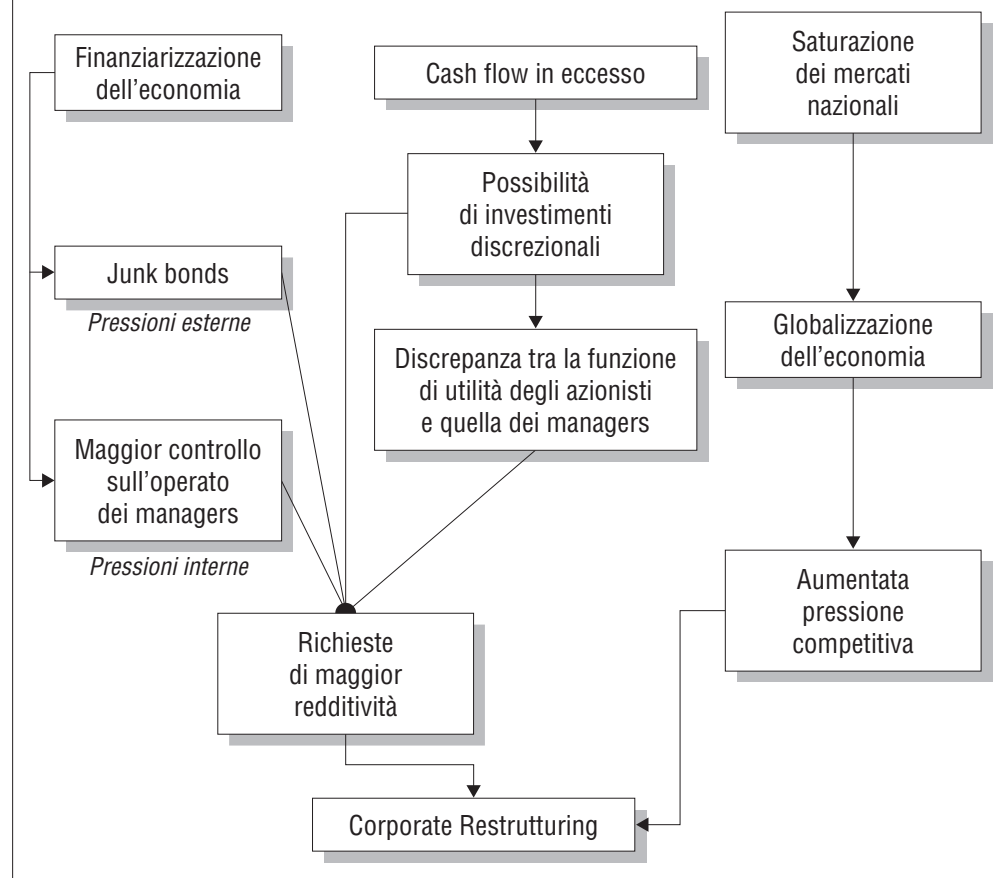 Finanziarizzazione
dell'economia
Cash flow in eccesso
Saturazione
dei mercati
nazionali
Possibilità
di investimenti
discrezionali
Junk bonds
Pressioni esterne
Discrepanza tra la funzione
di utilità degli azionisti
e quella dei managers
Globalizzazione
dell'economia
Maggior controllo
sull'operato
dei managers
Pressioni interne
Aumentata
pressione
competitiva
Richieste
di maggior
redditività
Corporate Restrutturing